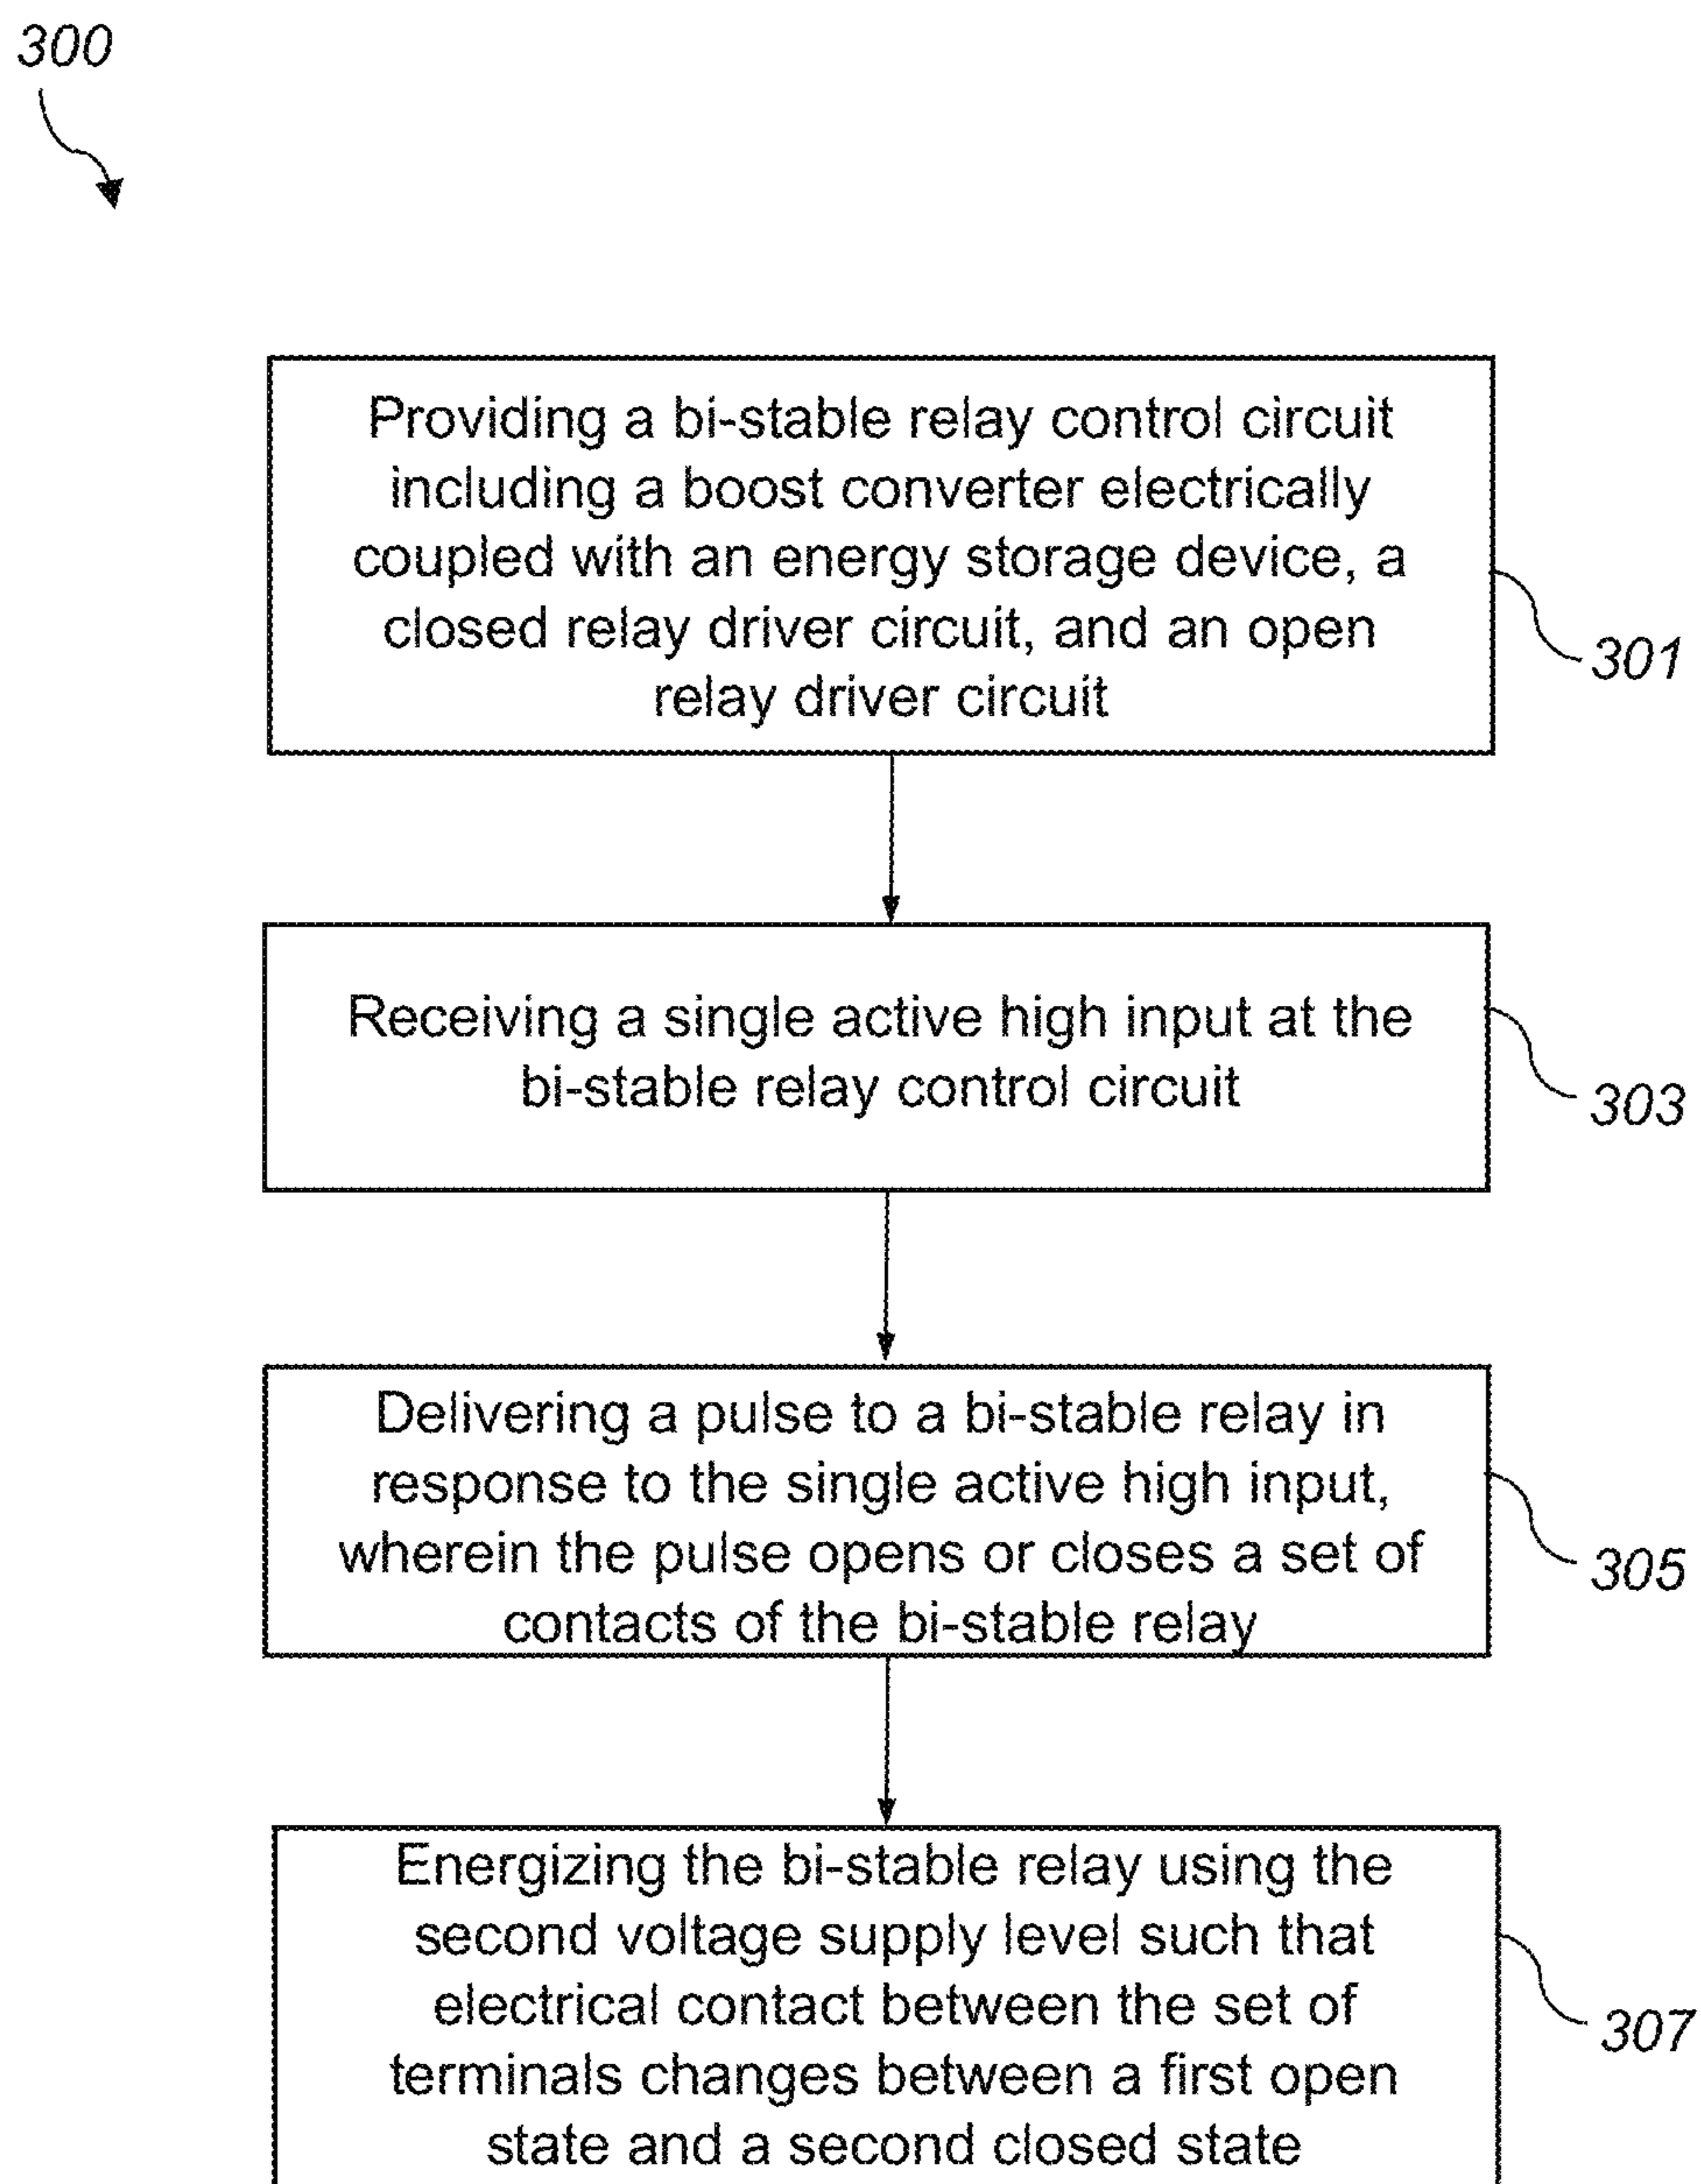 300
Providing a bi-stable relay control circuit
including a boost converter electrically
coupled with an energy storage device, a
closed relay driver circuit, and an open
relay driver circuit
301
Receiving a single active high input at the
bi-stable relay control circuit
303
Delivering a pulse to a bi-stable relay in
response to the single active high input,
wherein the pulse opens or closes a set of
contacts of the bi-stable relay
305
Energizing the bi-stable relay using the
second voltage supply level such that
electrical contact between the set of
terminals changes between a first open
state and a second closed state
307